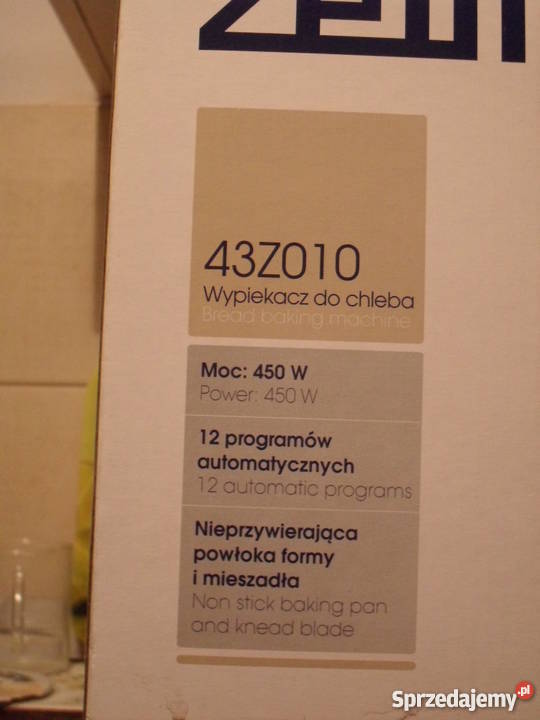 43Z010
Wypiekacz do chleba
Bread baking machine
Moc: 450 W
Power: 450 W
12 programów
automatycznych
12 automatic programs
Nieprzywierająca
powłoka formy
i mieszadła
Non stick baking pan
and knead blade
Sprzedajemy.pl